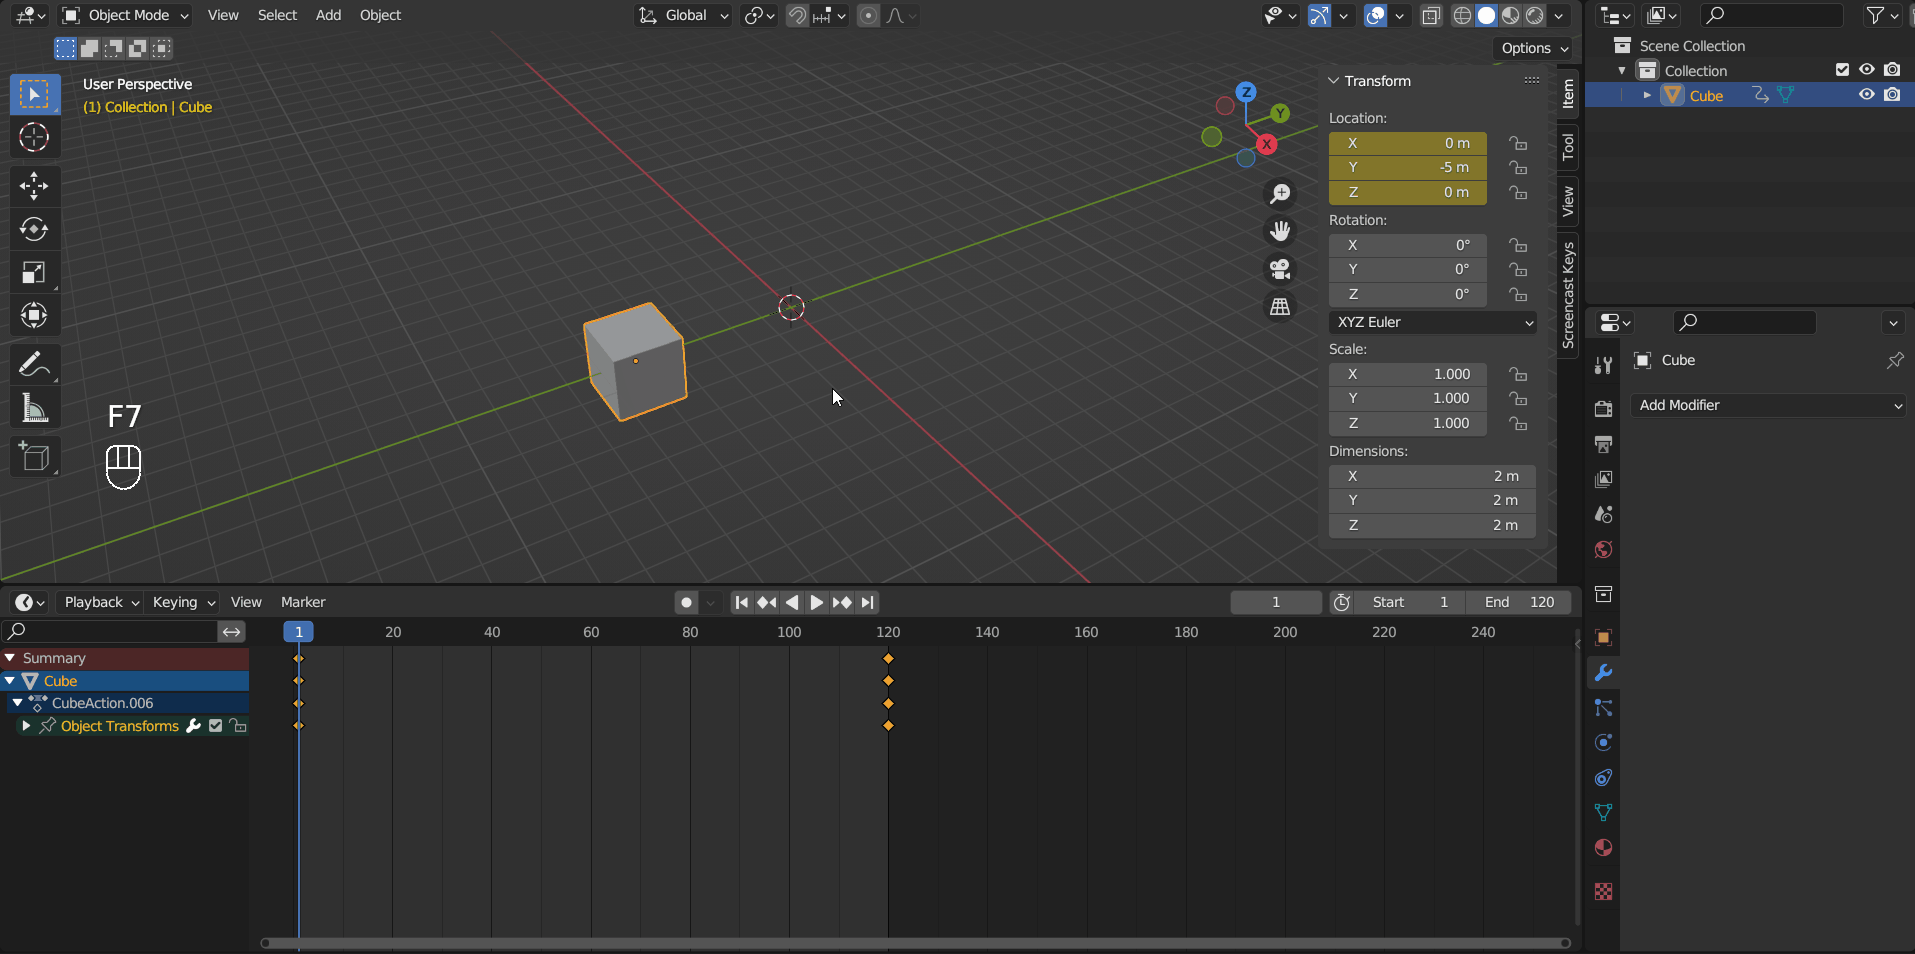 Object Mode
View
Select
Add
Object
Global
Options
User Perspective
(1) Collection | Cube
Z
Y
X
F7
Transform
Location:
X 0 m
Y -5 m
Z 0 m
Rotation:
X 0°
Y 0°
Z 0°
XYZ Euler
Scale:
X 1.000
Y 1.000
Z 1.000
Dimensions:
X 2 m
Y 2 m
Z 2 m
Item
Tool
View
Screencast Keys
Scene Collection
Collection
Cube
Cube
Add Modifier
Playback
Keying
View
Marker
1
Start 1
End 120
1 20 40 60 80 100 120 140 160 180 200 220 240
Summary
Cube
CubeAction.006
Object Transforms